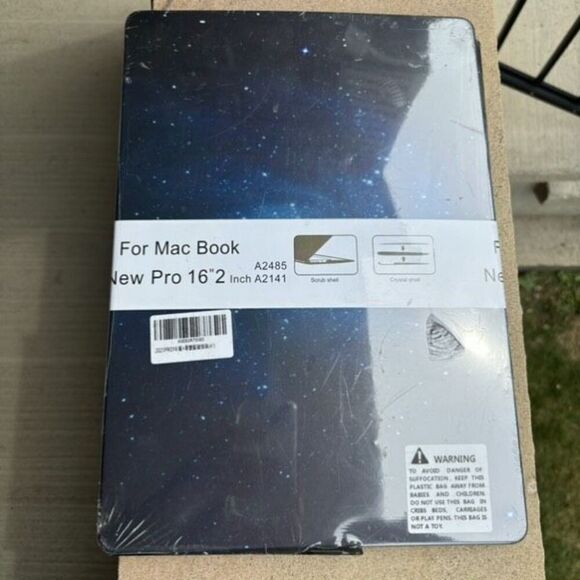 For Mac Book
New Pro 16"2 Inch A2141
A2485
Scrub shell
Crystal shell
F
Ne
WARNING
TO AVOID DANGER OF
SUFFOCATION, KEEP THIS
PLASTIC BAG AWAY FROM
BABIES AND CHILDREN.
DO NOT USE THIS BAG IN
CRIBS BEDS, CARRIAGES
OR PLAY PENS. THIS BAG IS
NOT A TOY.